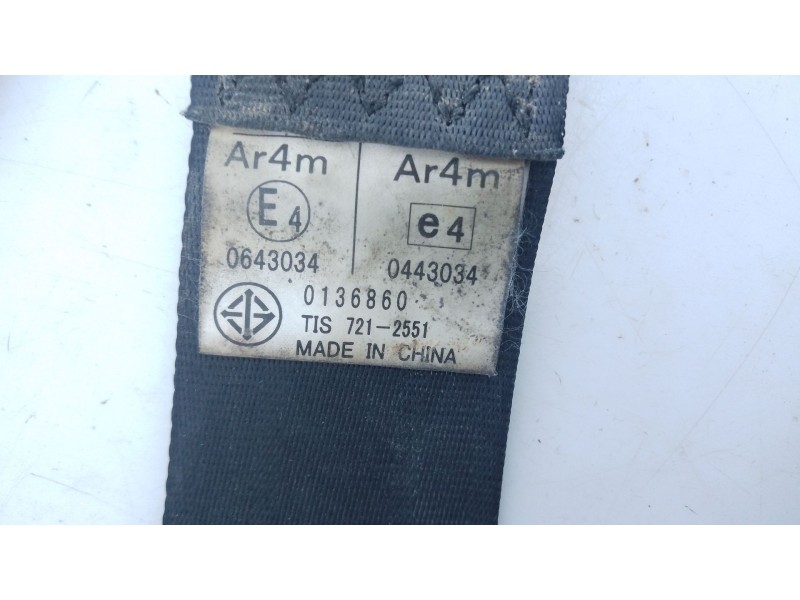 Ar4m Ar4m
E4 e4
0643034 0443034
0136860
TIS 721-2551
MADE IN CHINA